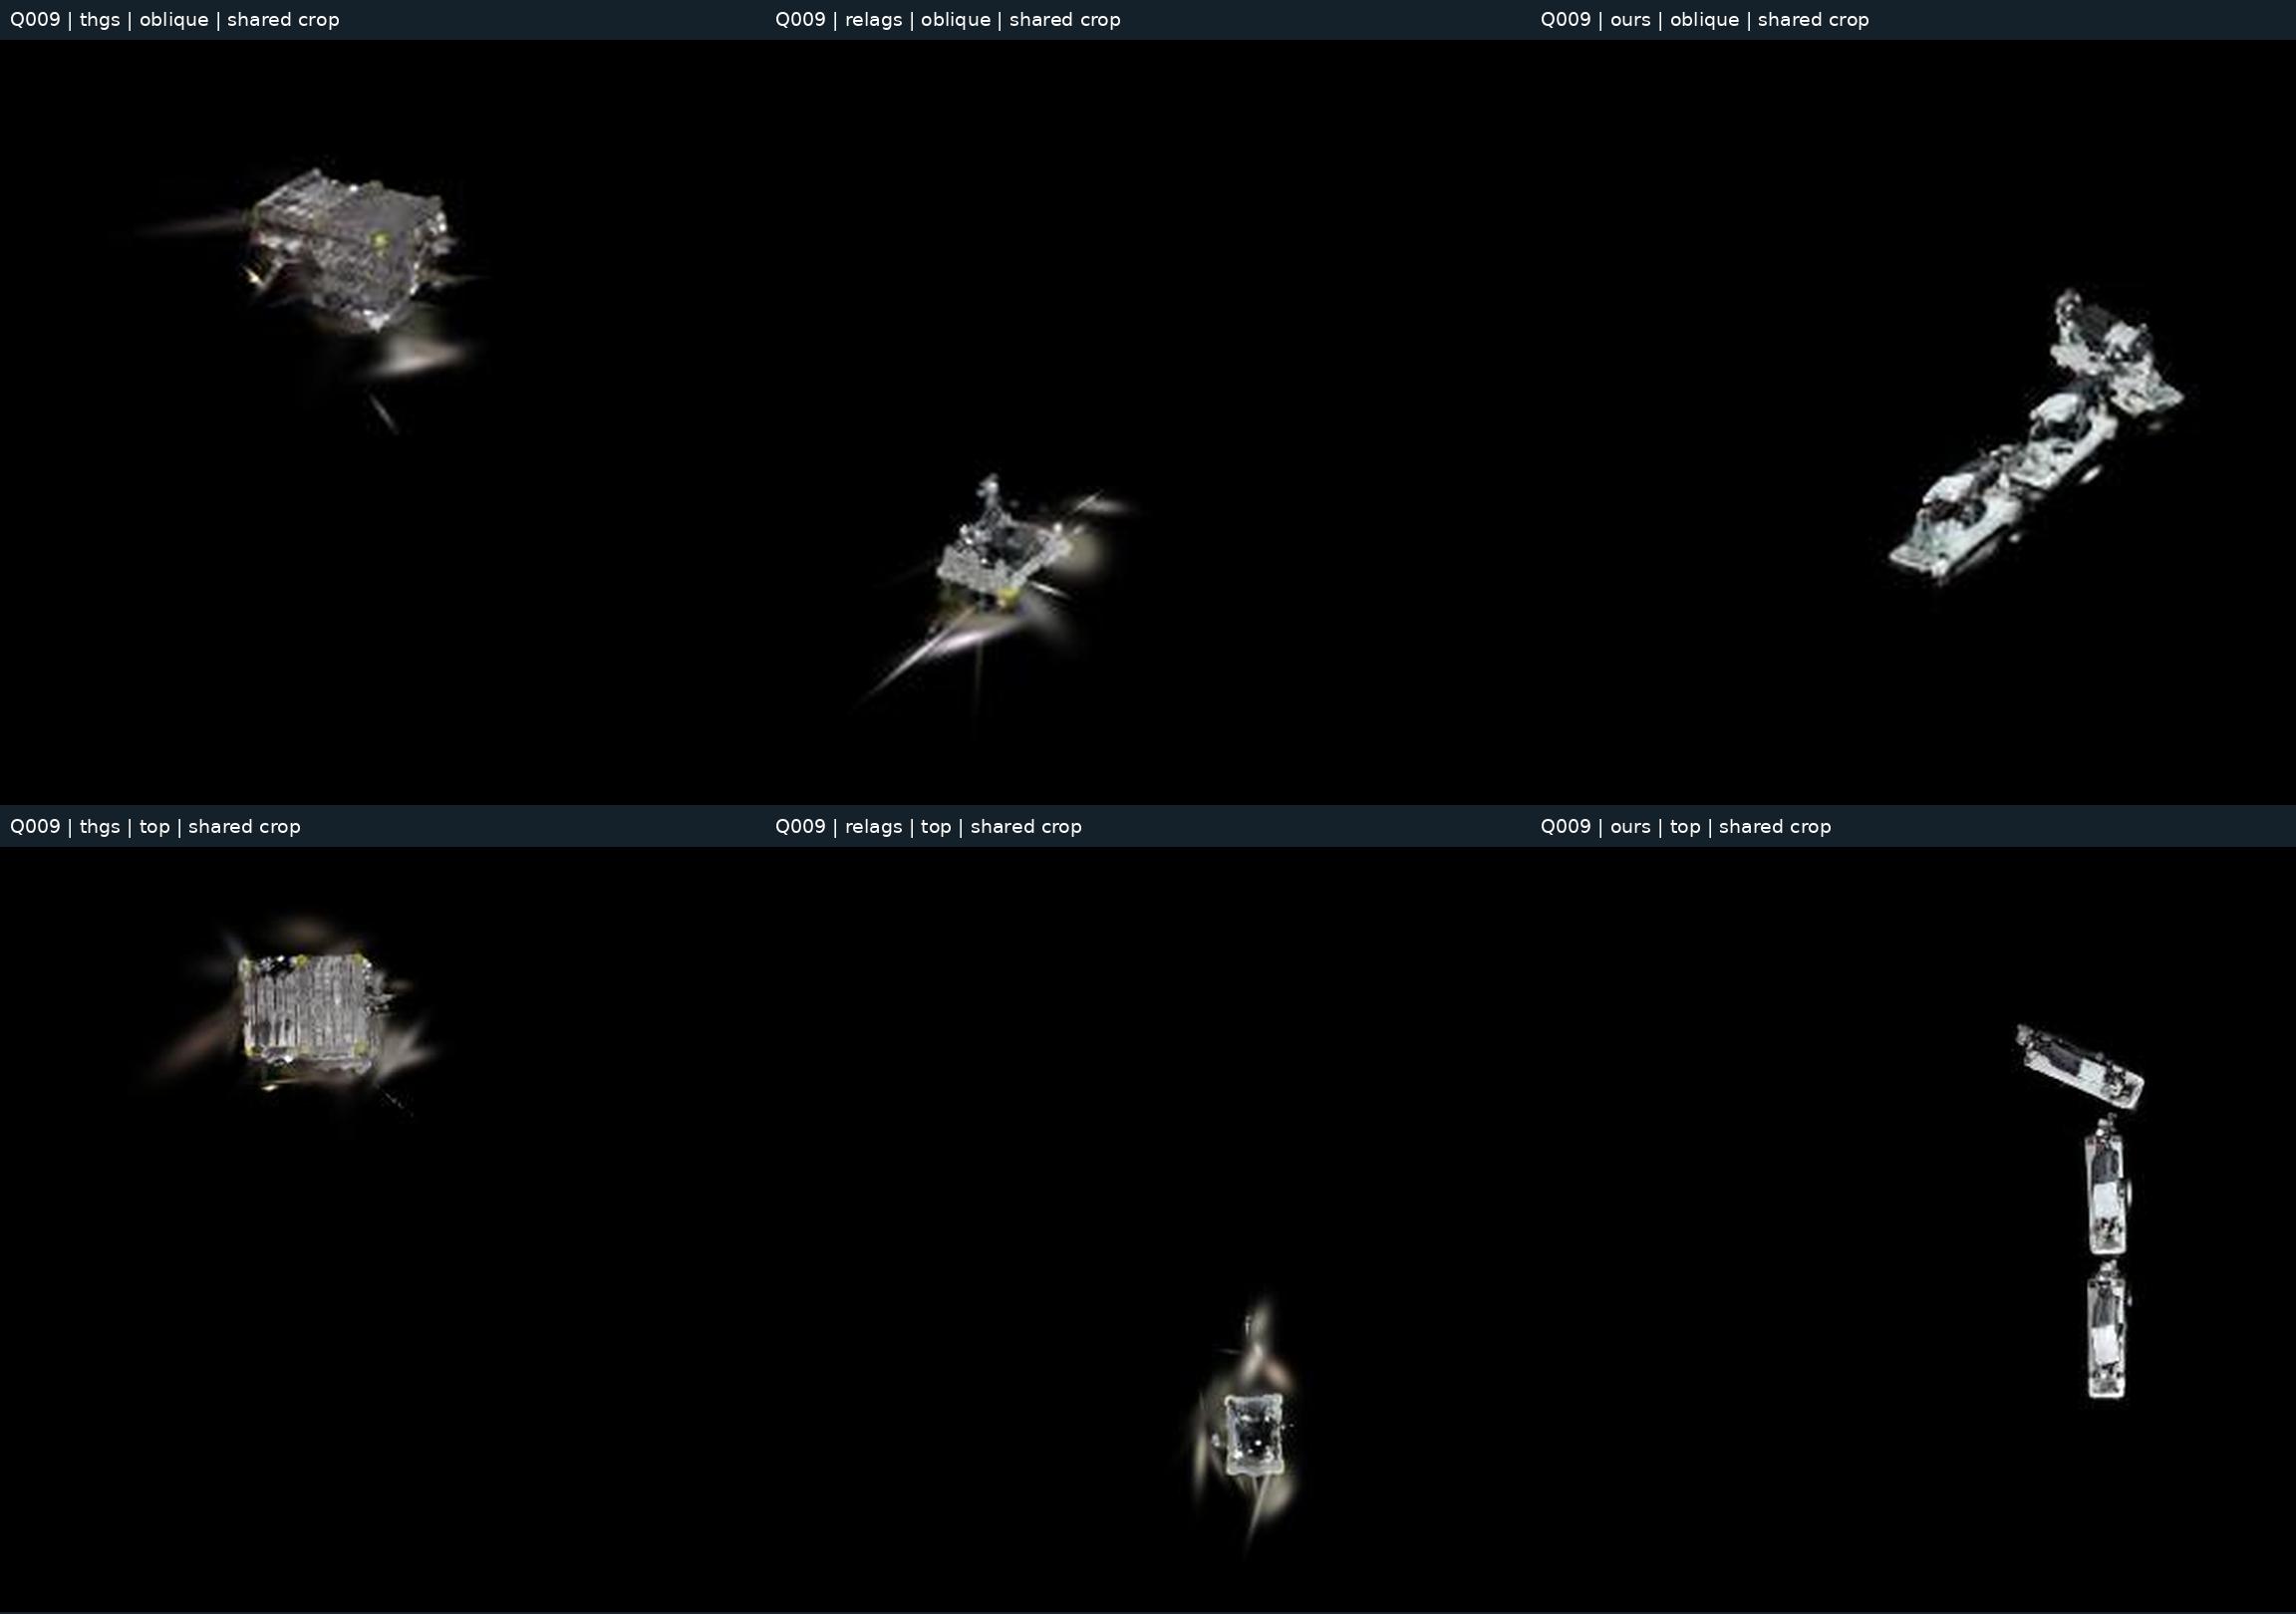 Q009 | thgs | oblique | shared crop
Q009 | relags | oblique | shared crop
Q009 | ours | oblique | shared crop
Q009 | thgs | top | shared crop
Q009 | relags | top | shared crop
Q009 | ours | top | shared crop